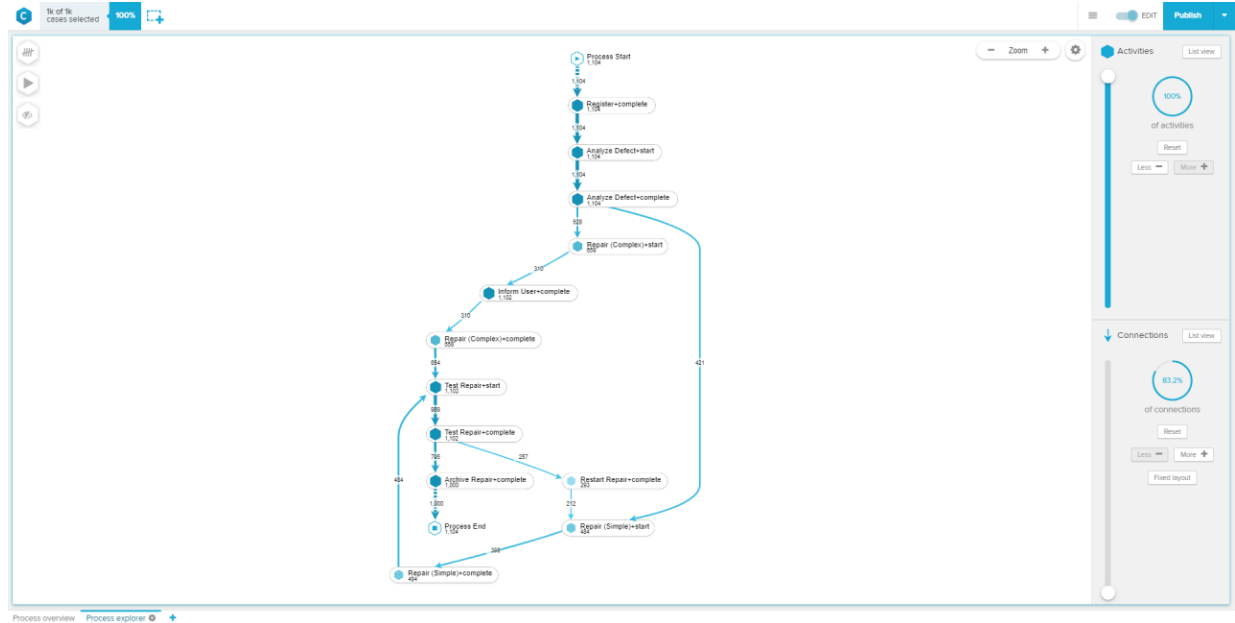 C
1k of 1k
cases selected
100%
EDIT
Publish
Zoom
Activities
List view
100%
of activities
Reset
Less
More
Connections
List view
83.2%
of connections
Reset
Less
More
Fixed layout
Process Start
1,104
1,104
Register+complete
1,104
1,104
Analyze Defect+start
1,104
1,104
Analyze Defect+complete
1,104
Repair (Complex)+start
310
Inform User+complete
1,102
310
Repair (Complex)+complete
664
421
Test Repair+start
1,102
Test Repair+complete
1,102
257
484
Archive Repair+complete
1,000
Restart Repair+complete
293
1,000
212
Process End
1,104
Repair (Simple)+start
484
Repair (Simple)+complete
484
Process overview
Process explorer